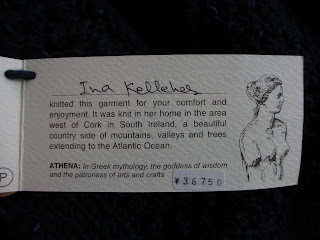 Ina Kelleher
knitted this garment for your comfort and
enjoyment. It was knit in her home in the area
west of Cork in South Ireland, a beautiful
country side of mountains, valleys and trees
extending to the Atlantic Ocean.
ATHENA: in Greek mythology, the goddess of wisdom
and the patroness of arts and crafts
¥36750
P